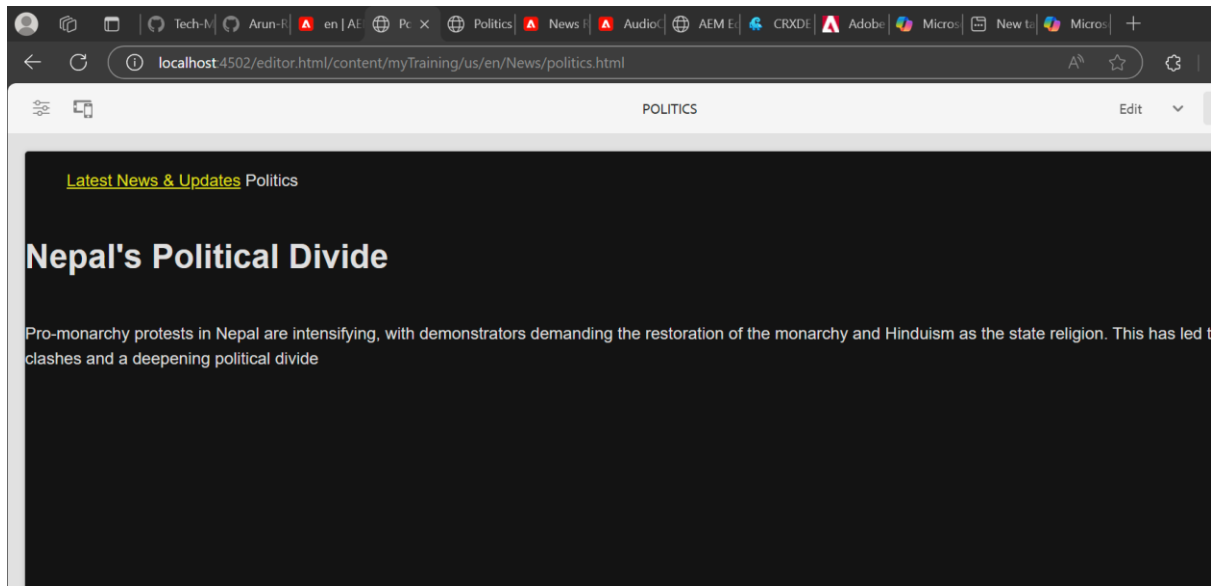 Tech-M Arun-R en | AE Pc Politics News F AudioC AEM Ec CRXDE Adobe Micros New ta Micros
localhost:4502/editor.html/content/myTraining/us/en/News/politics.html
POLITICS Edit
Latest News & Updates Politics
Nepal's Political Divide
Pro-monarchy protests in Nepal are intensifying, with demonstrators demanding the restoration of the monarchy and Hinduism as the state religion. This has led t
clashes and a deepening political divide